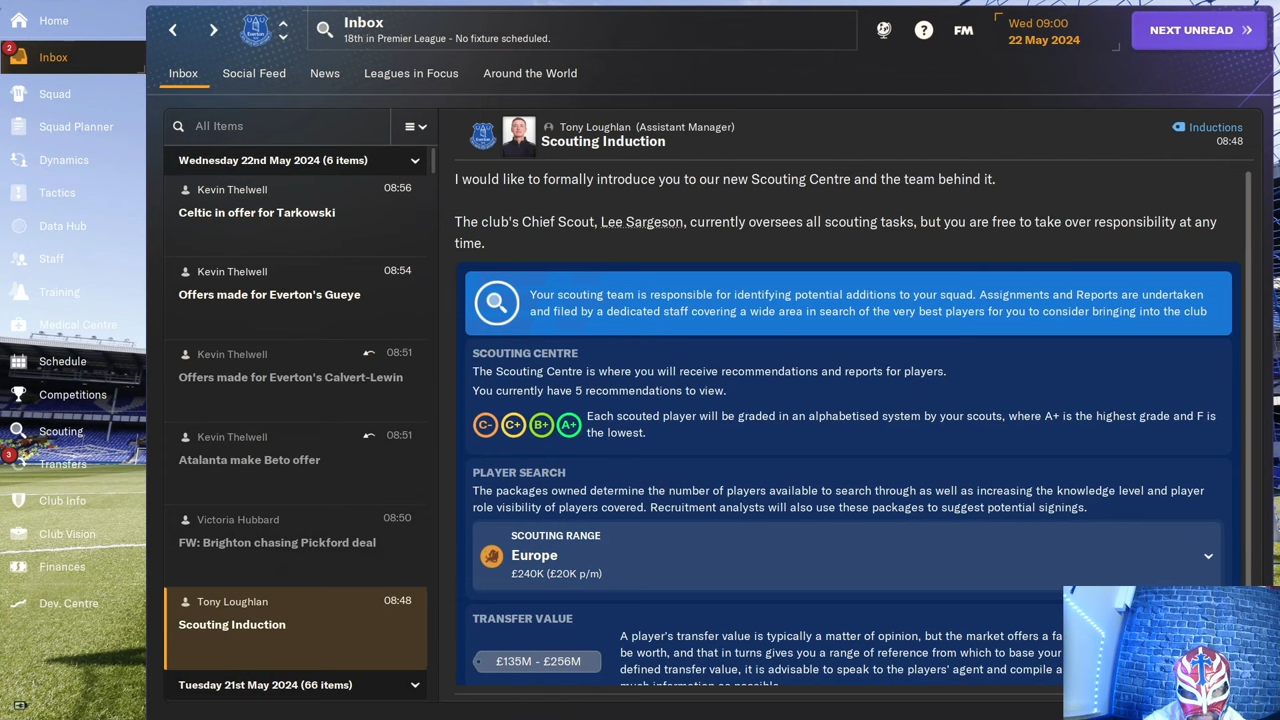 Home
2
Inbox
Squad
Squad Planner
Dynamics
Tactics
Data Hub
Staff
Training
Medical Centre
Schedule
Competitions
Scouting
3
Transfers
Club Info
Club Vision
Finances
Dev. Centre
Everton
Inbox
18th in Premier League - No fixture scheduled.
?
FM
Wed 09:00
22 May 2024
NEXT UNREAD
Inbox Social Feed News Leagues in Focus Around the World
All Items
Wednesday 22nd May 2024 (6 items)
Kevin Thelwell 08:56
Celtic in offer for Tarkowski
Kevin Thelwell 08:54
Offers made for Everton's Gueye
Kevin Thelwell 08:51
Offers made for Everton's Calvert-Lewin
Kevin Thelwell 08:51
Atalanta make Beto offer
Victoria Hubbard 08:50
FW: Brighton chasing Pickford deal
Tony Loughlan 08:48
Scouting Induction
Tuesday 21st May 2024 (66 items)
Tony Loughlan (Assistant Manager)
Scouting Induction
Inductions
08:48
I would like to formally introduce you to our new Scouting Centre and the team behind it.
The club's Chief Scout, Lee Sargeson, currently oversees all scouting tasks, but you are free to take over responsibility at any
time.
Your scouting team is responsible for identifying potential additions to your squad. Assignments and Reports are undertaken
and filed by a dedicated staff covering a wide area in search of the very best players for you to consider bringing into the club
SCOUTING CENTRE
The Scouting Centre is where you will receive recommendations and reports for players.
You currently have 5 recommendations to view.
C- C+ B+ A+
Each scouted player will be graded in an alphabetised system by your scouts, where A+ is the highest grade and F is
the lowest.
PLAYER SEARCH
The packages owned determine the number of players available to search through as well as increasing the knowledge level and player
role visibility of players covered. Recruitment analysts will also use these packages to suggest potential signings.
SCOUTING RANGE
Europe
£240K (£20K p/m)
TRANSFER VALUE
£135M - £256M
A player's transfer value is typically a matter of opinion, but the market offers a fa
be worth, and that in turns gives you a range of reference from which to base your
defined transfer value, it is advisable to speak to the players' agent and compile a
much information as possible